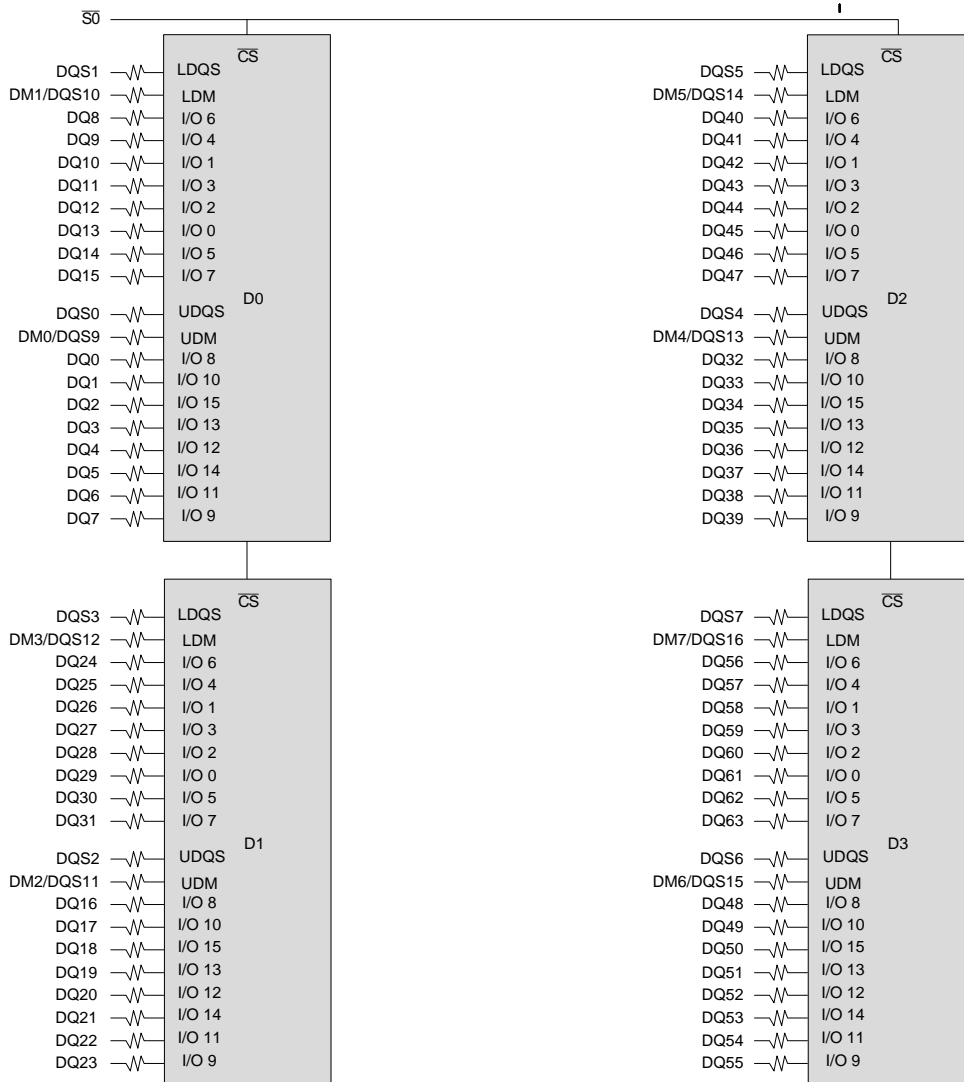 S0
CS
DQS1 LDQS
DM1/DQS10 LDM
DQ8 I/O 6
DQ9 I/O 4
DQ10 I/O 1
DQ11 I/O 3
DQ12 I/O 2
DQ13 I/O 0
DQ14 I/O 5
DQ15 I/O 7
D0
DQS0 UDQS
DM0/DQS9 UDM
DQ0 I/O 8
DQ1 I/O 10
DQ2 I/O 15
DQ3 I/O 13
DQ4 I/O 12
DQ5 I/O 14
DQ6 I/O 11
DQ7 I/O 9
CS
DQS3 LDQS
DM3/DQS12 LDM
DQ24 I/O 6
DQ25 I/O 4
DQ26 I/O 1
DQ27 I/O 3
DQ28 I/O 2
DQ29 I/O 0
DQ30 I/O 5
DQ31 I/O 7
D1
DQS2 UDQS
DM2/DQS11 UDM
DQ16 I/O 8
DQ17 I/O 10
DQ18 I/O 15
DQ19 I/O 13
DQ20 I/O 12
DQ21 I/O 14
DQ22 I/O 11
DQ23 I/O 9
CS
DQS5 LDQS
DM5/DQS14 LDM
DQ40 I/O 6
DQ41 I/O 4
DQ42 I/O 1
DQ43 I/O 3
DQ44 I/O 2
DQ45 I/O 0
DQ46 I/O 5
DQ47 I/O 7
D2
DQS4 UDQS
DM4/DQS13 UDM
DQ32 I/O 8
DQ33 I/O 10
DQ34 I/O 15
DQ35 I/O 13
DQ36 I/O 12
DQ37 I/O 14
DQ38 I/O 11
DQ39 I/O 9
CS
DQS7 LDQS
DM7/DQS16 LDM
DQ56 I/O 6
DQ57 I/O 4
DQ58 I/O 1
DQ59 I/O 3
DQ60 I/O 2
DQ61 I/O 0
DQ62 I/O 5
DQ63 I/O 7
D3
DQS6 UDQS
DM6/DQS15 UDM
DQ48 I/O 8
DQ49 I/O 10
DQ50 I/O 15
DQ51 I/O 13
DQ52 I/O 12
DQ53 I/O 14
DQ54 I/O 11
DQ55 I/O 9